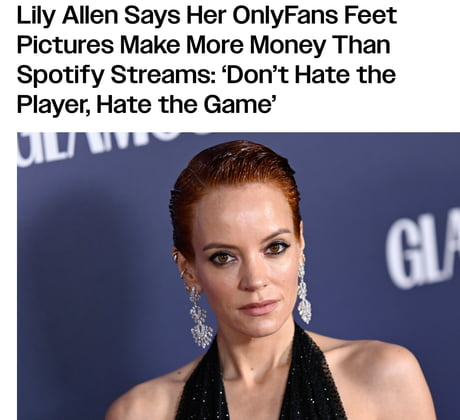 Lily Allen Says Her OnlyFans Feet
Pictures Make More Money Than
Spotify Streams: ‘Don’t Hate the
Player, Hate the Game’
GLA